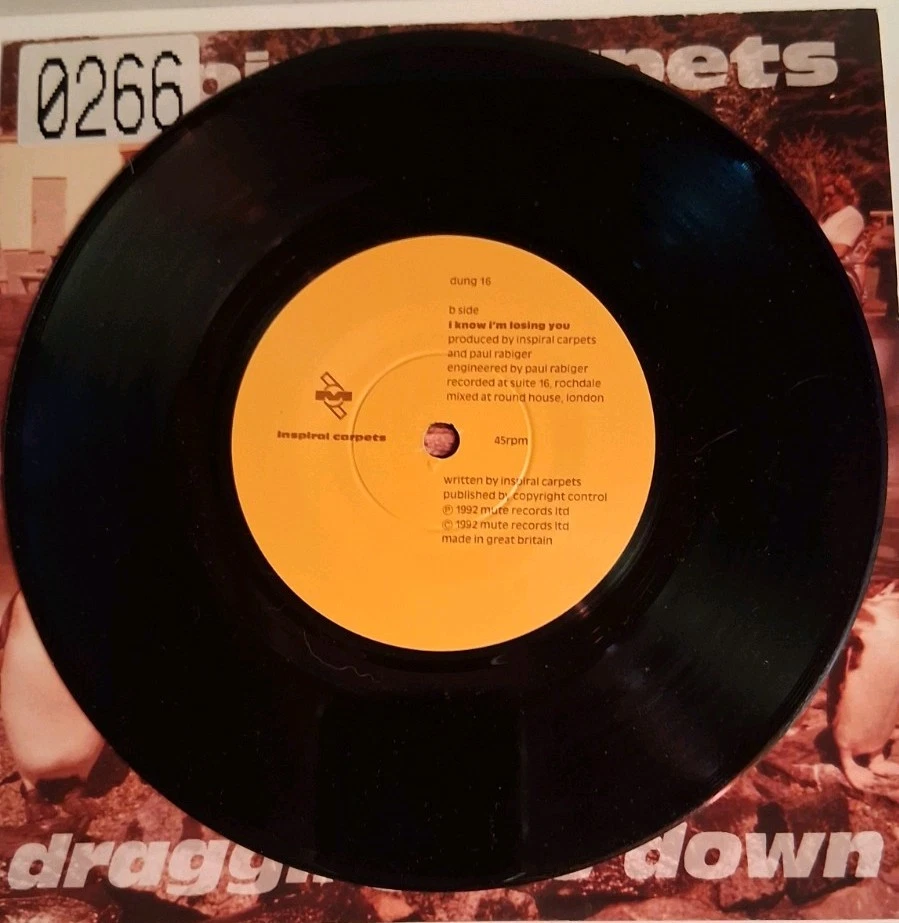 0266
pets
dung 16
b side
i know i'm losing you
produced by inspiral carpets
and paul rabiger
engineered by paul rabiger
recorded at suite 16, rochdale
mixed at round house, london
inspiral carpets
45rpm
written by inspiral carpets
published by copyright control
℗ 1992 mute records ltd
© 1992 mute records ltd
made in great britain
dragg down